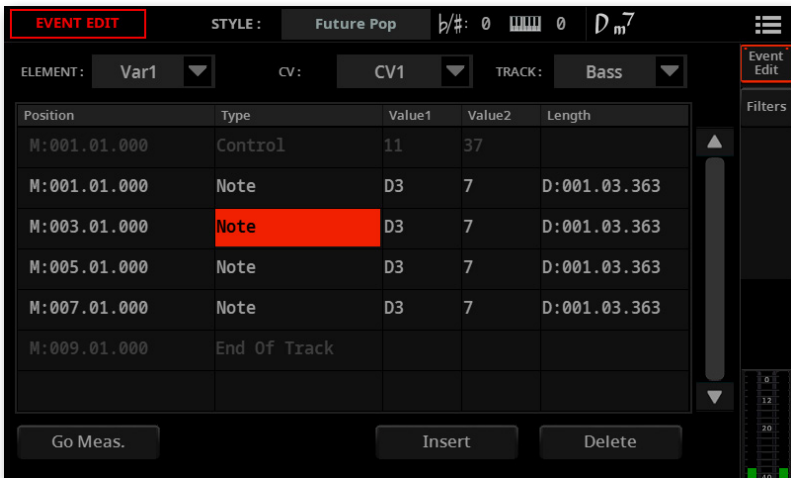 EVENT EDIT STYLE : Future Pop ♭/♯: 0 0 Dm7
ELEMENT : Var1 CV : CV1 TRACK : Bass
Event
Edit
Filters
Position Type Value1 Value2 Length
M:001.01.000 Control 11 37
M:001.01.000 Note D3 7 D:001.03.363
M:003.01.000 Note D3 7 D:001.03.363
M:005.01.000 Note D3 7 D:001.03.363
M:007.01.000 Note D3 7 D:001.03.363
M:009.01.000 End Of Track
0
12
20
40
Go Meas. Insert Delete